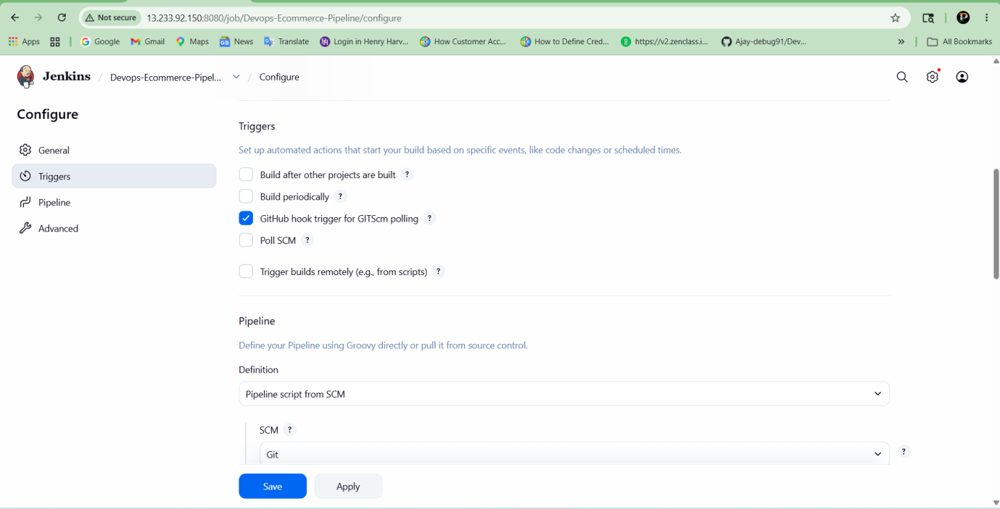 Not secure 13.233.92.150:8080/job/Devops-Ecommerce-Pipeline/configure
Apps Google Gmail Maps News Translate Login in Henry Harv... How Customer Acc... How to Define Cred... https://v2.zenclass.i... Ajay-debug91/Dev... » All Bookmarks
Jenkins / Devops-Ecommerce-Pipel... / Configure
Configure
General
Triggers
Pipeline
Advanced
Triggers
Set up automated actions that start your build based on specific events, like code changes or scheduled times.
Build after other projects are built ?
Build periodically ?
GitHub hook trigger for GITScm polling ?
Poll SCM ?
Trigger builds remotely (e.g., from scripts) ?
Pipeline
Define your Pipeline using Groovy directly or pull it from source control.
Definition
Pipeline script from SCM
SCM ?
Git ?
Save Apply